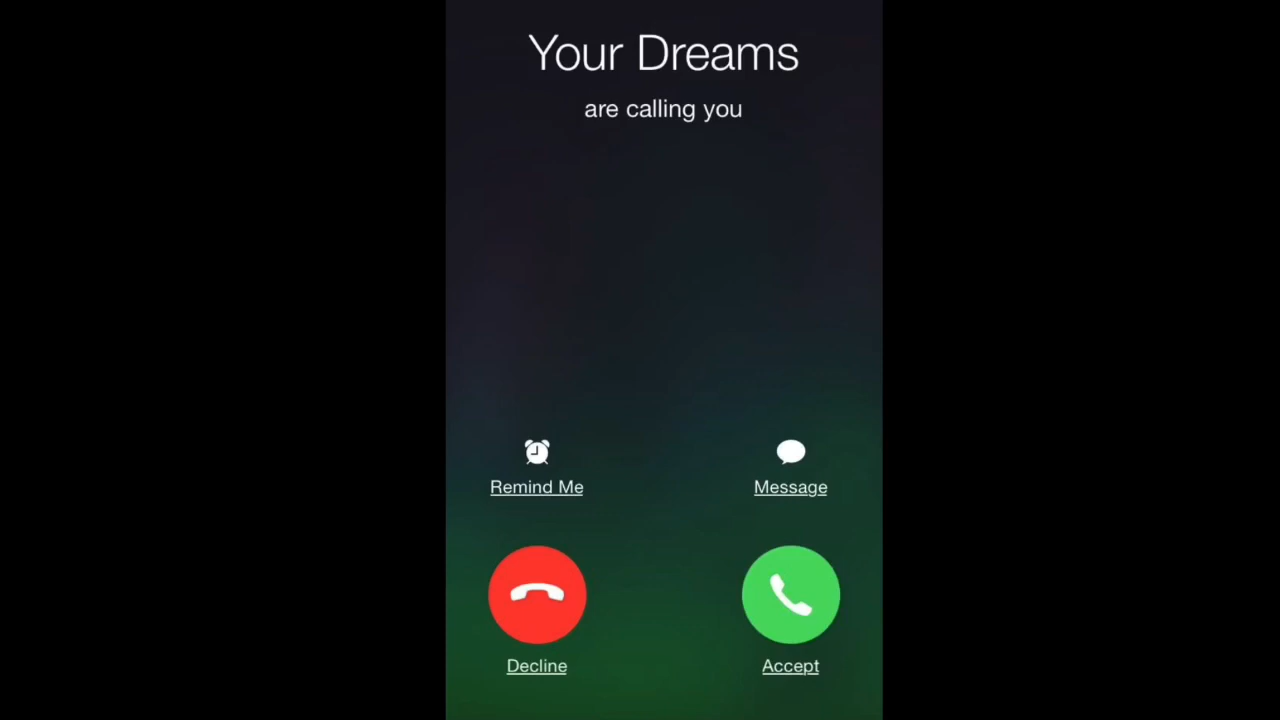 Your Dreams
are calling you
Remind Me
Message
Decline
Accept